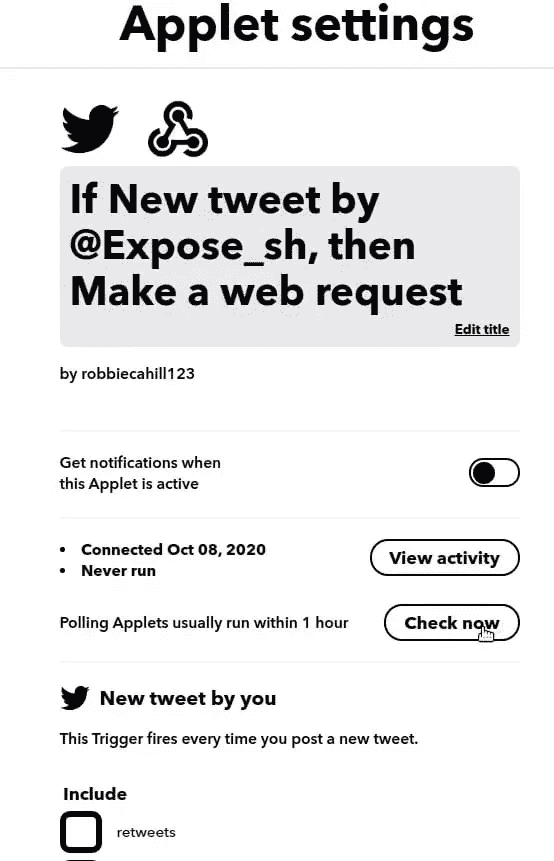 Applet settings
If New tweet by
@Expose_sh, then
Make a web request
Edit title
by robbiecahill123
Get notifications when
this Applet is active
• Connected Oct 08, 2020
• Never run
View activity
Polling Applets usually run within 1 hour
Check now
New tweet by you
This Trigger fires every time you post a new tweet.
Include
retweets